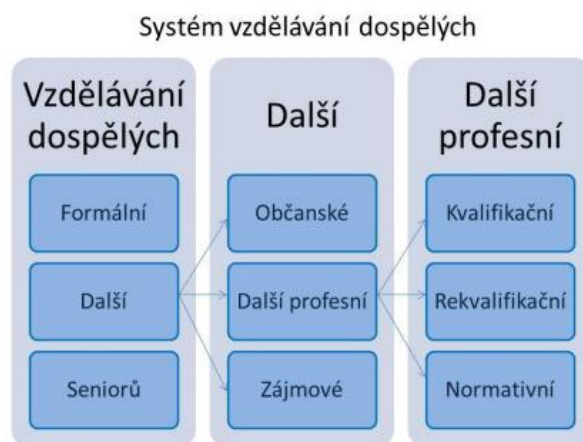 Systém vzdělávání dospělých
Vzdělávání
dospělých
Formální
Další
Seniorů
Další
Občanské
Další profesní
Zájmové
Další
profesní
Kvalifikační
Rekvalifikační
Normativní